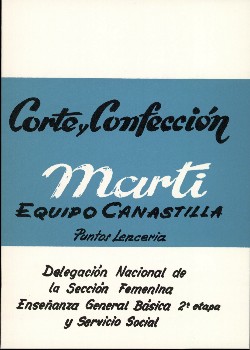 Corte y Confección
Marti
EQUIPO CANASTILLA
Puntos Lencería
Delegación Nacional de
la Sección Femenina
Enseñanza General Básica 2ª etapa
y Servicio Social